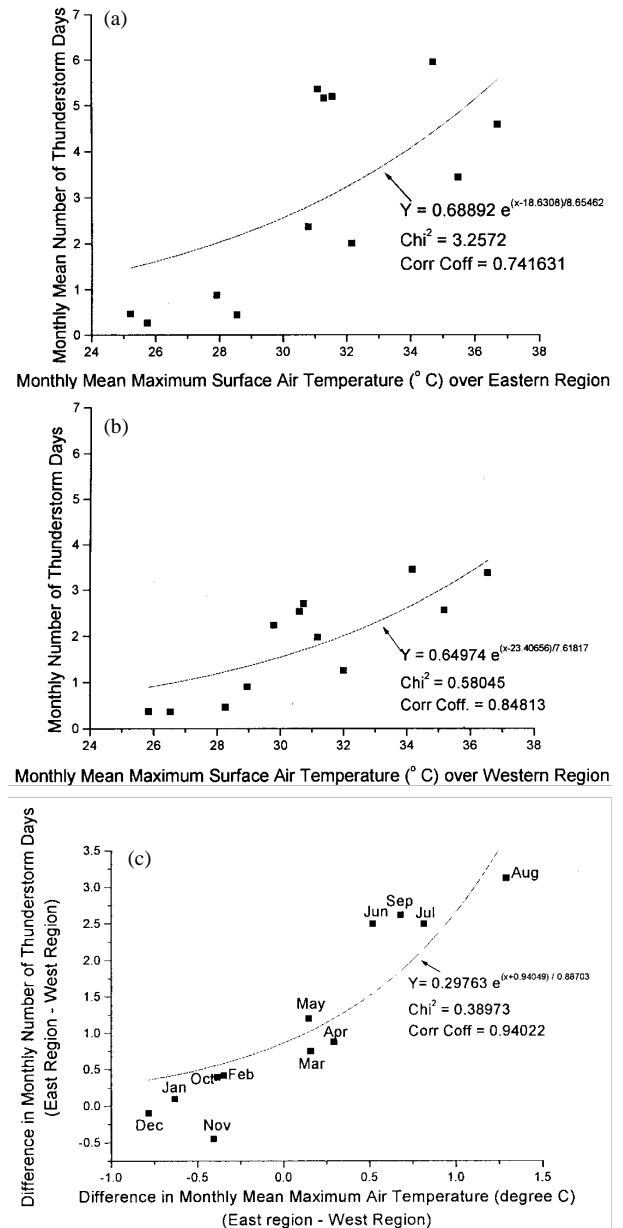 (a)
Monthly Mean Number of Thunderstorm Days
7
6
5
4
3
2
1
0
Y = 0.68892 e^(x-18.6308)/8.65462
Chi² = 3.2572
Corr Coff = 0.741631
24 26 28 30 32 34 36 38
Monthly Mean Maximum Surface Air Temperature (° C) over Eastern Region
(b)
Monthly Mean Number of Thunderstorm Days
7
6
5
4
3
2
1
0
Y = 0.64974 e^(x-23.40656)/7.61817
Chi² = 0.58045
Corr Coff. = 0.84813
24 26 28 30 32 34 36 38
Monthly Mean Maximum Surface Air Temperature (° C) over Western Region
(c)
Difference in Monthly Number of Thunderstorm Days
(East Region - West Region)
3.5
3.0
2.5
2.0
1.5
1.0
0.5
0.0
-0.5
Aug
Sep
Jun Jul
Y= 0.29763 e^(x+0.94049) / 0.88703
Chi² = 0.38973
Corr Coff = 0.94022
May
Apr
Mar
Oct Feb
Jan
Dec
Nov
-1.0 -0.5 0.0 0.5 1.0 1.5
Difference in Monthly Mean Maximum Air Temperature (degree C)
(East region - West Region)